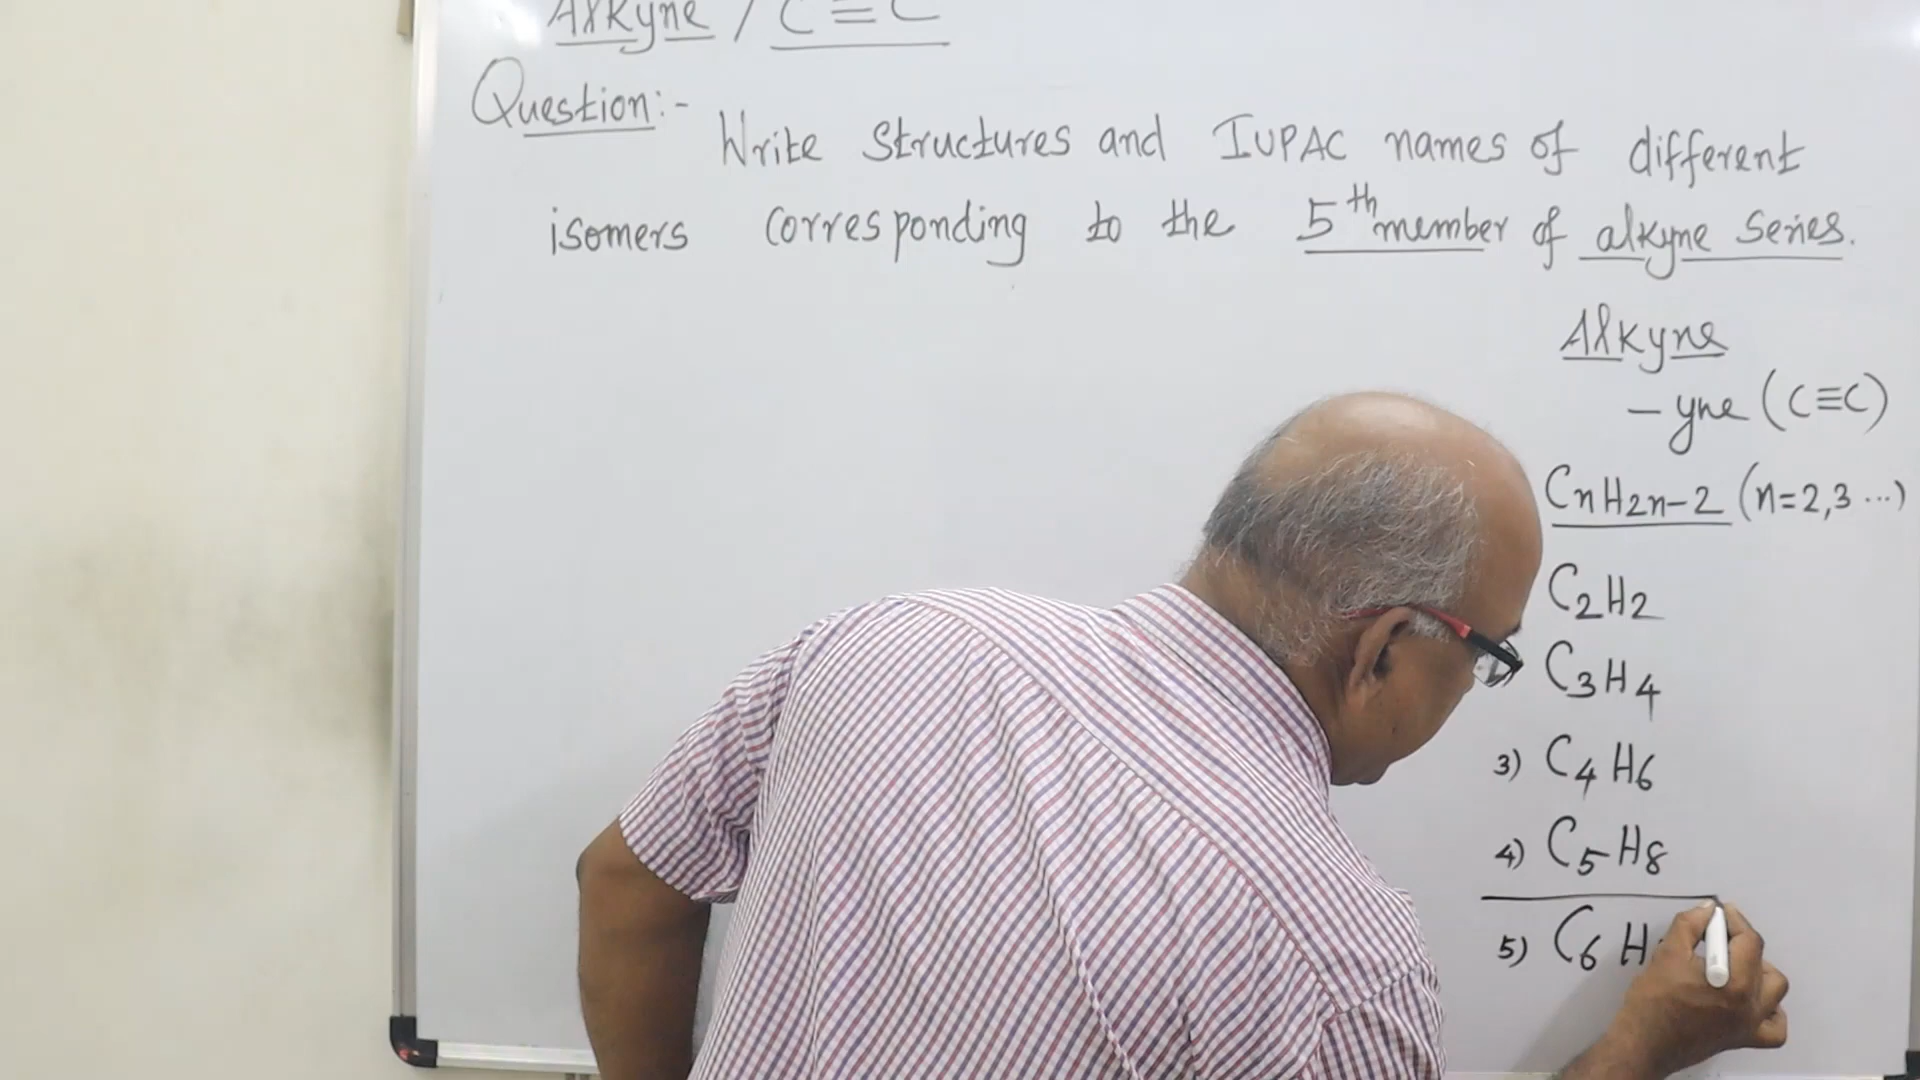 Alkyne / C≡C
Question:-
Write structures and IUPAC names of different
isomers corresponding to the 5th member of alkyne series.
Alkyne
– yne (C≡C)
CnH2n-2 (n=2,3 ...)
C2H2
C3H4
3) C4H6
4) C5H8
5) C6H